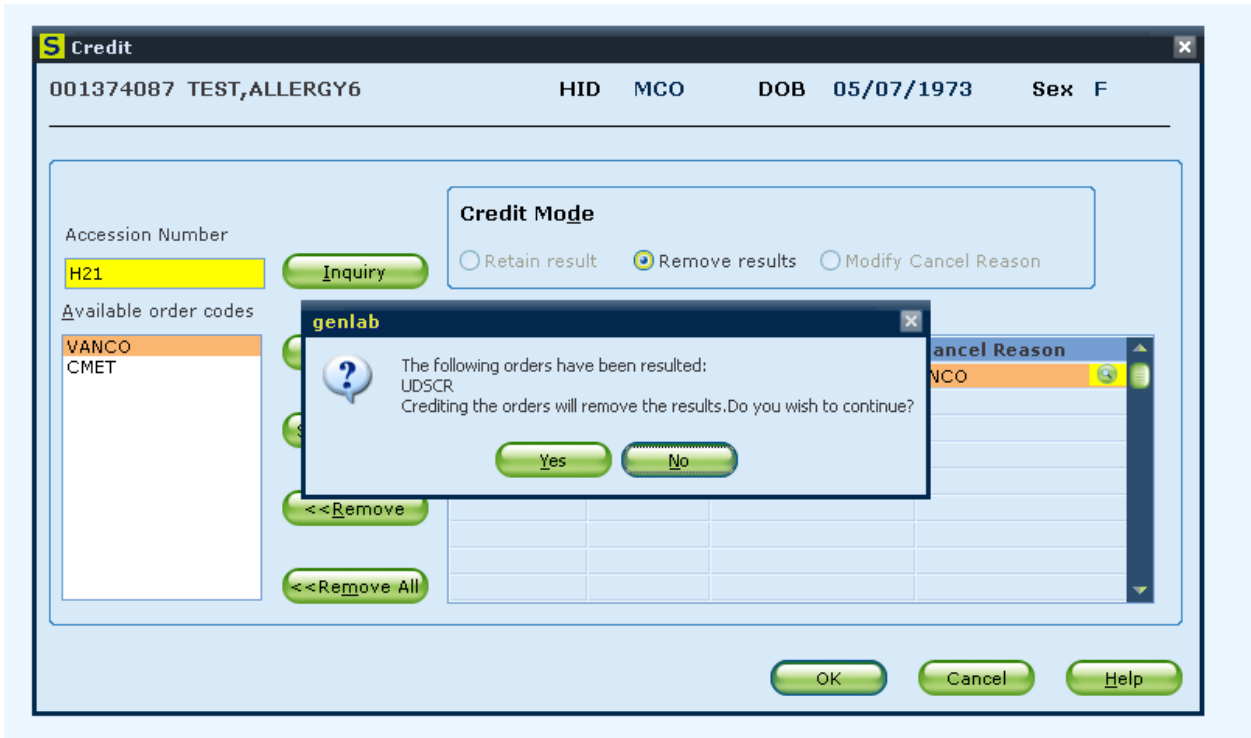 S Credit
001374087 TEST,ALLERGY6 HID MCO DOB 05/07/1973 Sex F
Credit Mode
Retain result Remove results Modify Cancel Reason
Accession Number
H21
Inquiry
Available order codes
VANCO
CMET
genlab
The following orders have been resulted:
UDSCR
Crediting the orders will remove the results.Do you wish to continue?
Yes No
ancel Reason
NCO
<<Remove
<<Remove All
OK Cancel Help